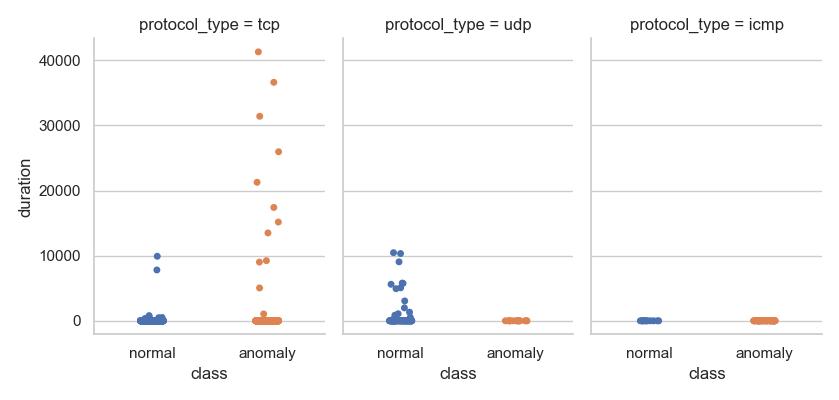 protocol_type = tcp
protocol_type = udp
protocol_type = icmp
40000
30000
20000
10000
0
duration
normal
anomaly
normal
anomaly
normal
anomaly
class
class
class